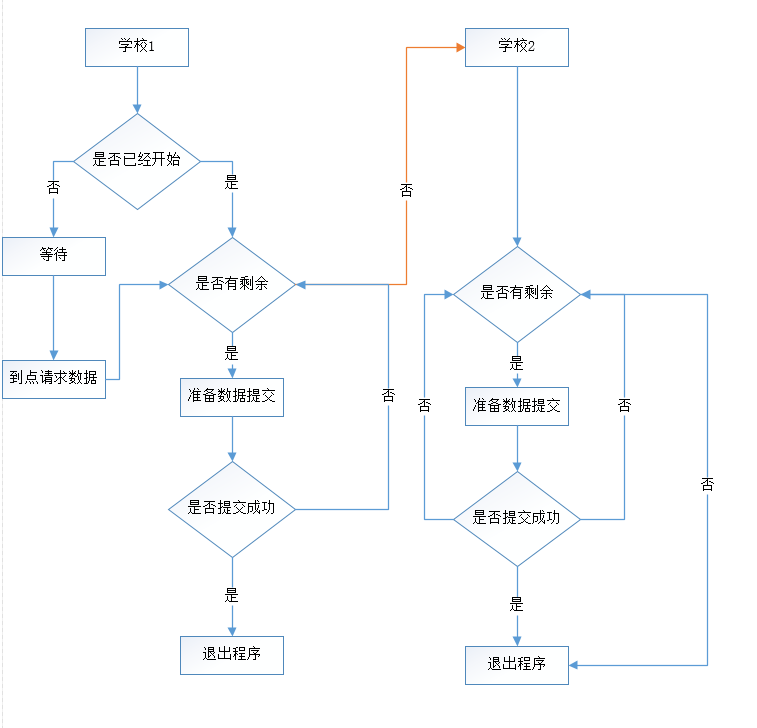 学校1
学校2
是否已经开始
否
是
否
等待
是否有剩余
是否有剩余
是
是
到点请求数据
准备数据提交
否
否
准备数据提交
否
否
是否提交成功
是否提交成功
是
是
退出程序
退出程序